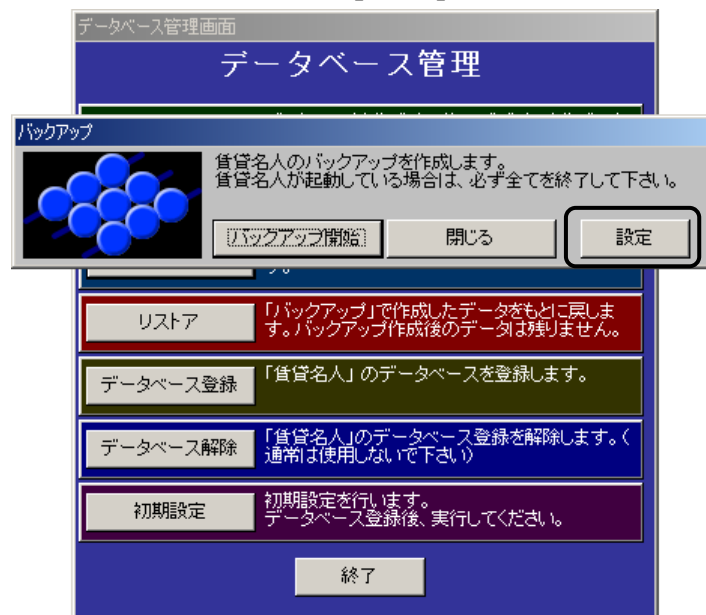 データベース管理画面
データベース管理
バックアップ
賃貸名人のバックアップを作成します。
賃貸名人が起動している場合は、必ず全てを終了して下さい。
バックアップ開始
閉じる
設定
す。
リストア
「バックアップ」で作成したデータをもとに戻しま
す。バックアップ作成後のデータは残りません。
データベース登録
「賃貸名人」のデータベースを登録します。
データベース解除
「賃貸名人」のデータベース登録を解除します。（
通常は使用しないで下さい）
初期設定
初期設定を行います。
データベース登録後、実行してください。
終了